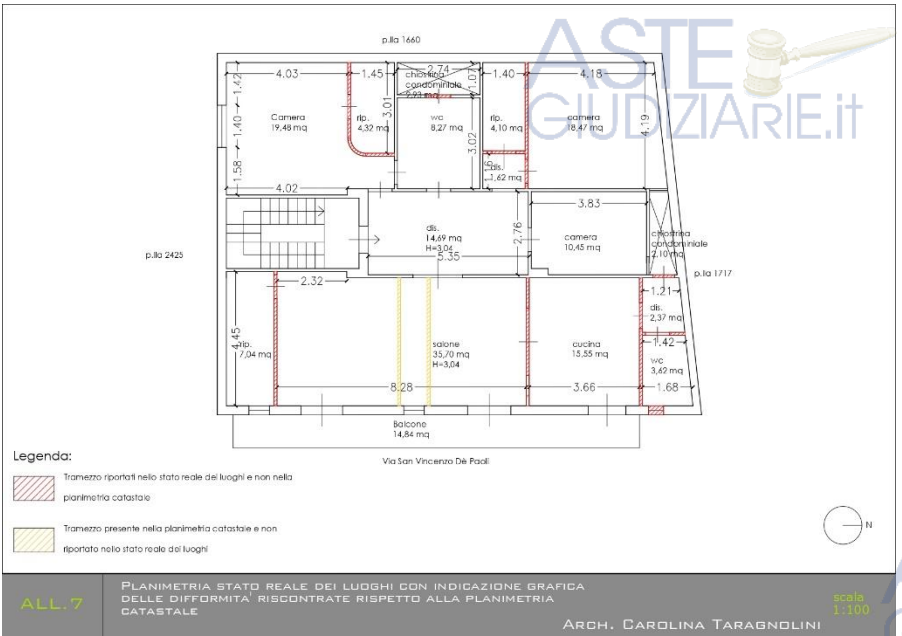 ASTE
GIUDIZIARIE.it
p.lla 1660
4.03
1.45
2.74
1.07
1.40
4.18
chiostrina
condominiale
1.42
1.40
1.58
Camera
19,48 mq
rip.
4,32 mq
3.01
wc
8,27 mq
3.02
rip.
4,10 mq
camera
18,47 mq
4.19
dis.
1,62 mq
1.16
4.02
3.83
dis.
14,69 mq
H=3,04
5.35
2.76
camera
10,45 mq
chiostrina
condominiale
2,10 mq
p.lla 2425
p.lla 1717
2.32
1.21
dis.
2,37 mq
4.45
rip.
7,04 mq
salone
35,70 mq
H=3,04
cucina
15,55 mq
1.42
wc
3,62 mq
8.28
3.66
1.68
Balcone
14,84 mq
Via San Vincenzo Dè Paoli
Legenda:
Tramezzo riportati nello stato reale dei luoghi e non nella
planimetria catastale
Tramezzo presente nella planimetria catastale e non
riportato nello stato reale dei luoghi
N
ALL.7
PLANIMETRIA STATO REALE DEI LUOGHI CON INDICAZIONE GRAFICA
DELLE DIFFORMITA' RISCONTRATE RISPETTO ALLA PLANIMETRIA
CATASTALE
scala
1:100
ARCH. CAROLINA TARAGNOLINI